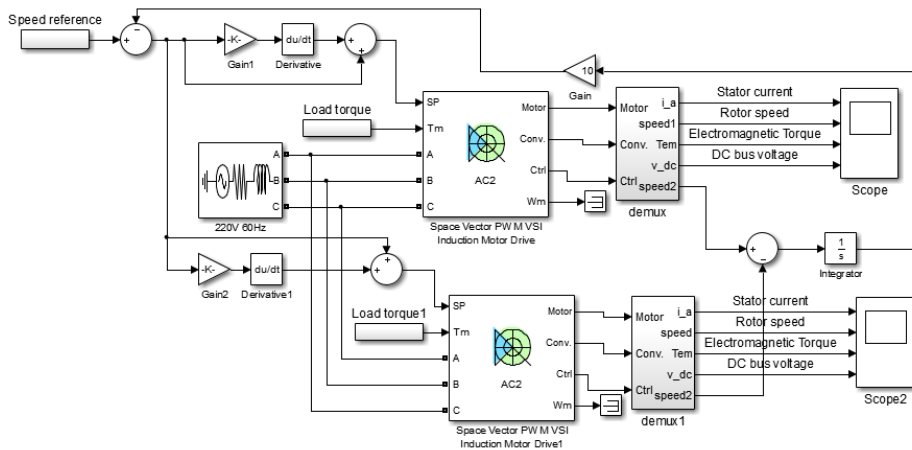 Speed reference
-K-
Gain1
du/dt
Derivative
10
Gain
Load torque
SP
Tm
A
B
C
AC2
Motor
Conv.
Ctrl
Wm
Space Vector PW M VSI
Induction Motor Drive
A
B
C
220V 60Hz
Motor
Conv.
Ctrl
i_a
speed1
Tem
v_dc
speed2
demux
Stator current
Rotor speed
Electromagnetic Torque
DC bus voltage
Scope
-K-
Gain2
du/dt
Derivative1
1
s
Integrator
Load torque1
SP
Tm
A
B
C
AC2
Motor
Conv.
Ctrl
Wm
Space Vector PW M VSI
Induction Motor Drive1
Motor
Conv.
Ctrl
i_a
speed
Tem
v_dc
speed2
demux1
Stator current
Rotor speed
Electromagnetic Torque
DC bus voltage
Scope2